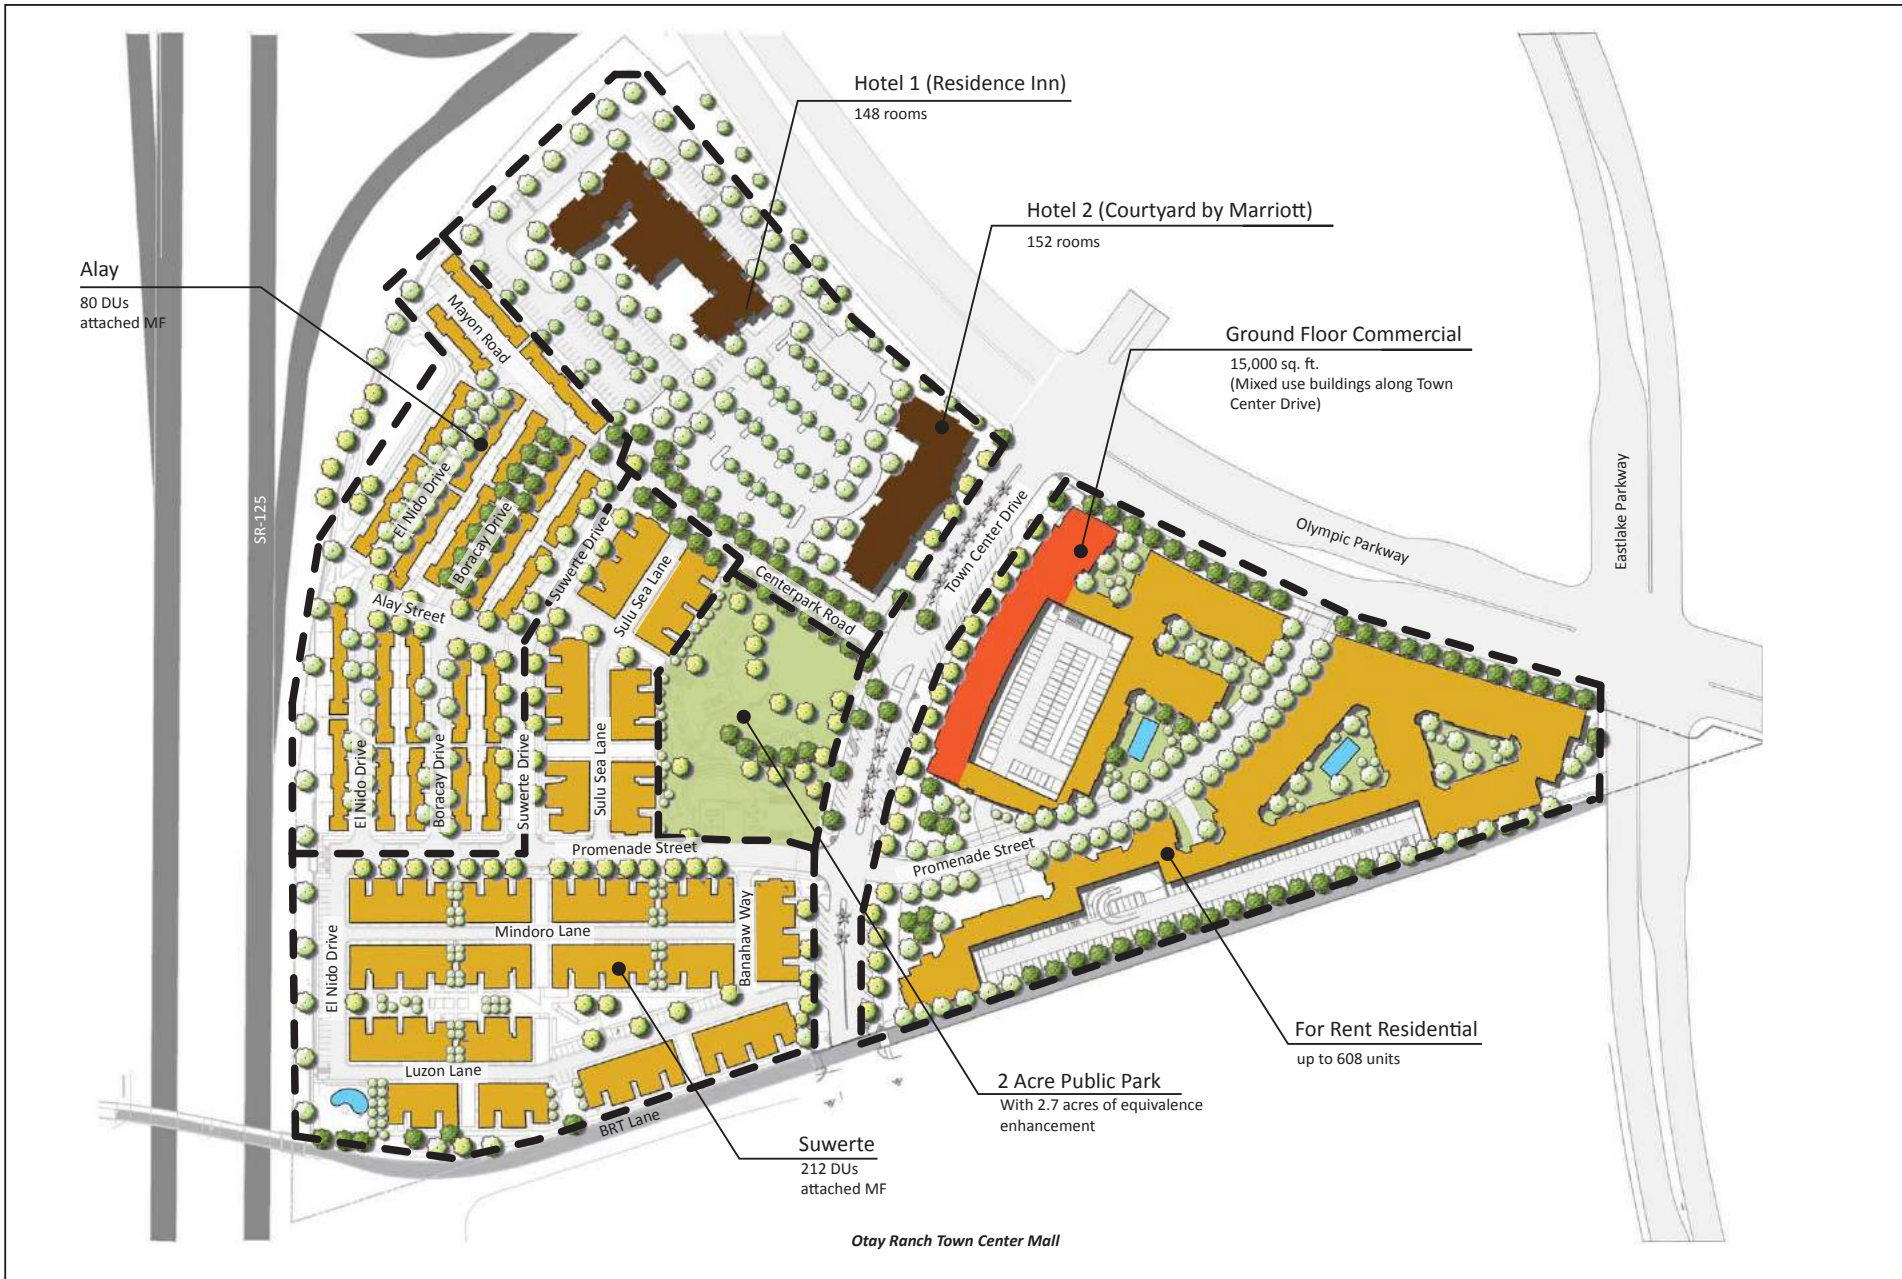 Hotel 1 (Residence Inn)
148 rooms
Hotel 2 (Courtyard by Marriott)
152 rooms
Alay
80 DUs
attached MF
Ground Floor Commercial
15,000 sq. ft.
(Mixed use buildings along Town
Center Drive)
Mayon Road
SR-125
El Nido Drive
Boracay Drive
Suwerte Drive
Sulu Sea Lane
Centerpark Road
Town Center Drive
Olympic Parkway
Eastlake Parkway
Alay Street
El Nido Drive
Boracay Drive
Suwerte Drive
Sulu Sea Lane
Promenade Street
Promenade Street
El Nido Drive
Mindoro Lane
Banahaw Way
Luzon Lane
BRT Lane
For Rent Residential
up to 608 units
2 Acre Public Park
With 2.7 acres of equivalence
enhancement
Suwerte
212 DUs
attached MF
Otay Ranch Town Center Mall